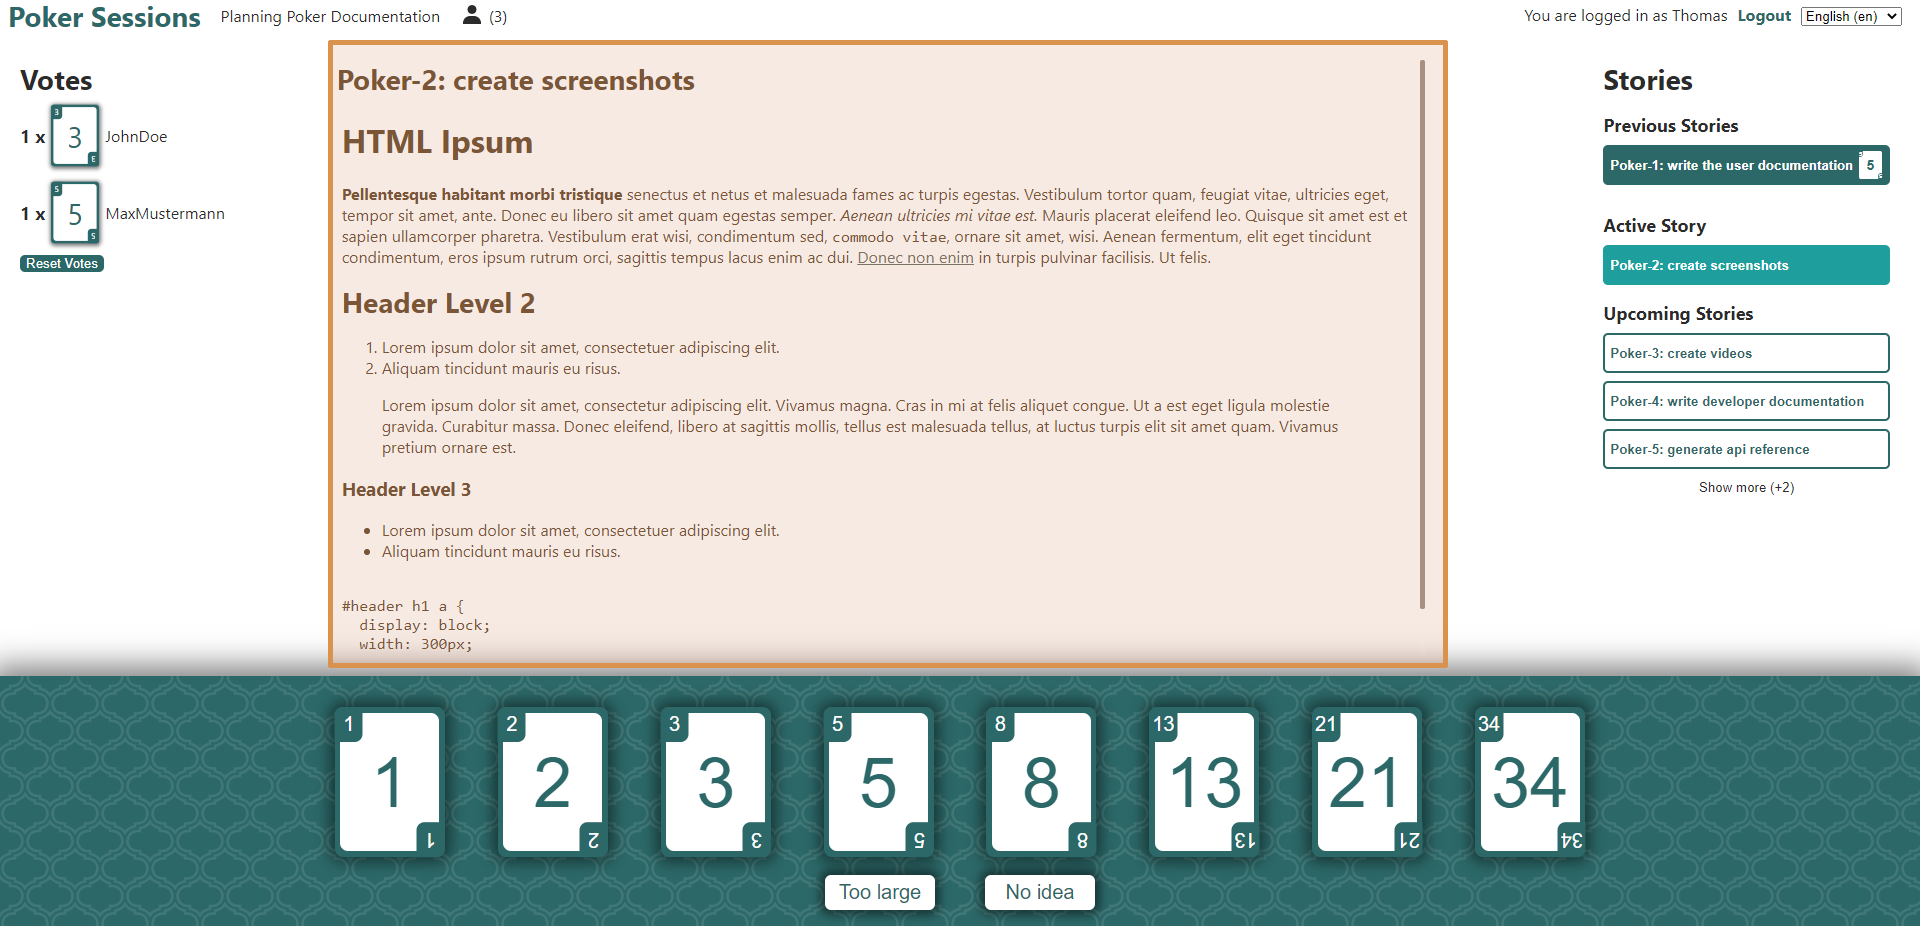 Poker Sessions Planning Poker Documentation (3) You are logged in as Thomas Logout English (en)
Votes
1 x 3 3 3 JohnDoe
1 x 5 5 5 MaxMustermann
Reset Votes
Poker-2: create screenshots
HTML Ipsum
Pellentesque habitant morbi tristique senectus et netus et malesuada fames ac turpis egestas. Vestibulum tortor quam, feugiat vitae, ultricies eget,
tempor sit amet, ante. Donec eu libero sit amet quam egestas semper. Aenean ultricies mi vitae est. Mauris placerat eleifend leo. Quisque sit amet est et
sapien ullamcorper pharetra. Vestibulum erat wisi, condimentum sed, commodo vitae, ornare sit amet, wisi. Aenean fermentum, elit eget tincidunt
condimentum, eros ipsum rutrum orci, sagittis tempus lacus enim ac dui. Donec non enim in turpis pulvinar facilisis. Ut felis.
Header Level 2
1. Lorem ipsum dolor sit amet, consectetuer adipiscing elit.
2. Aliquam tincidunt mauris eu risus.
Lorem ipsum dolor sit amet, consectetur adipiscing elit. Vivamus magna. Cras in mi at felis aliquet congue. Ut a est eget ligula molestie
gravida. Curabitur massa. Donec eleifend, libero at sagittis mollis, tellus est malesuada tellus, at luctus turpis elit sit amet quam. Vivamus
pretium ornare est.
Header Level 3
• Lorem ipsum dolor sit amet, consectetuer adipiscing elit.
• Aliquam tincidunt mauris eu risus.
#header h1 a {
display: block;
width: 300px;
Stories
Previous Stories
Poker-1: write the user documentation 5
Active Story
Poker-2: create screenshots
Upcoming Stories
Poker-3: create videos
Poker-4: write developer documentation
Poker-5: generate api reference
Show more (+2)
1 2 3 5 8 13 21 34
1 2 3 5 8 13 21 34
1 2 3 5 8 13 21 34
Too large No idea